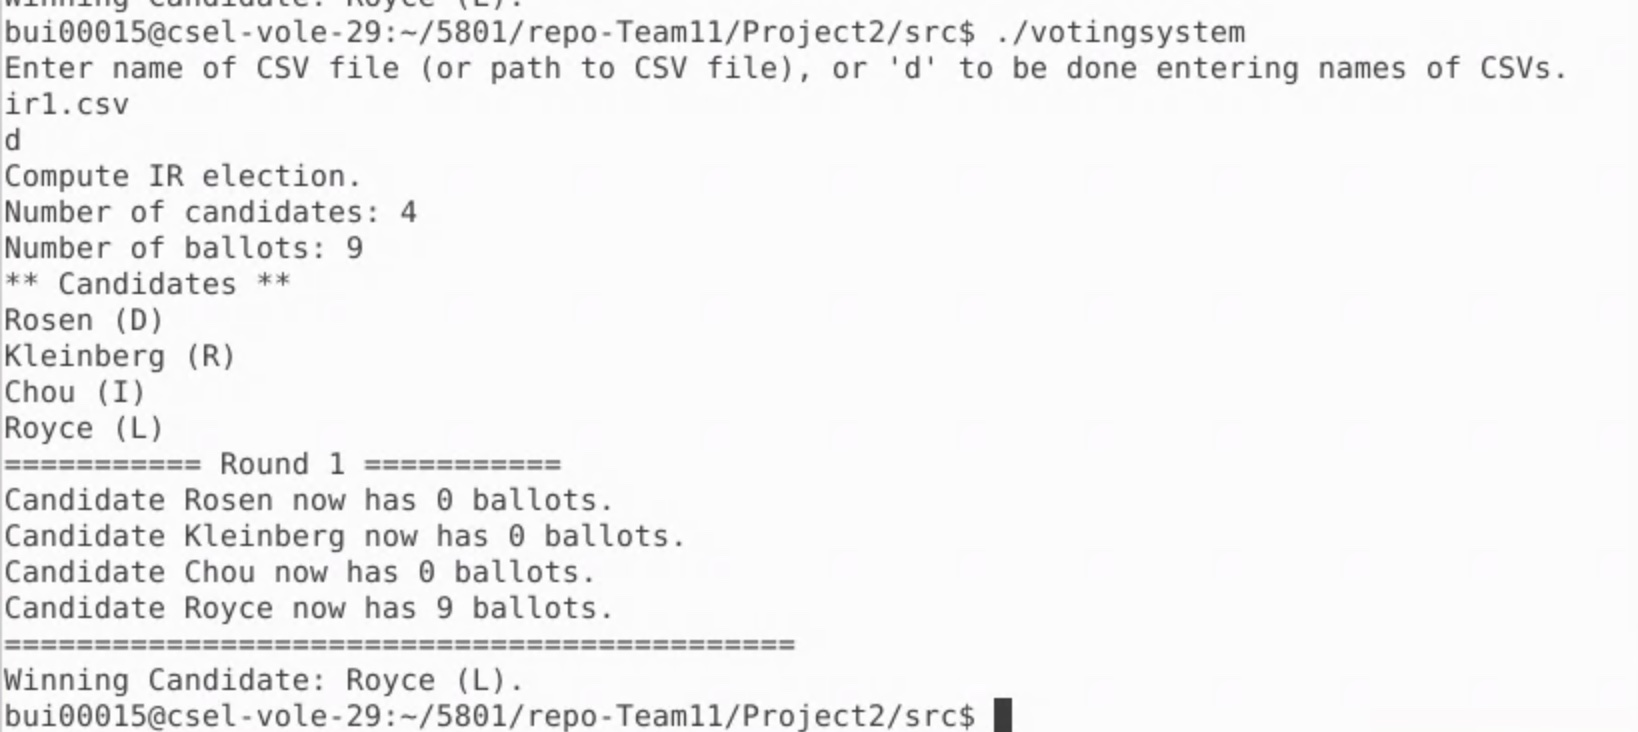 Winning Candidate: Royce (L).
bui00015@csel-vole-29:~/5801/repo-Team11/Project2/src$ ./votingsystem
Enter name of CSV file (or path to CSV file), or 'd' to be done entering names of CSVs.
ir1.csv
d
Compute IR election.
Number of candidates: 4
Number of ballots: 9
** Candidates **
Rosen (D)
Kleinberg (R)
Chou (I)
Royce (L)
=========== Round 1 ===========
Candidate Rosen now has 0 ballots.
Candidate Kleinberg now has 0 ballots.
Candidate Chou now has 0 ballots.
Candidate Royce now has 9 ballots.
============================================
Winning Candidate: Royce (L).
bui00015@csel-vole-29:~/5801/repo-Team11/Project2/src$